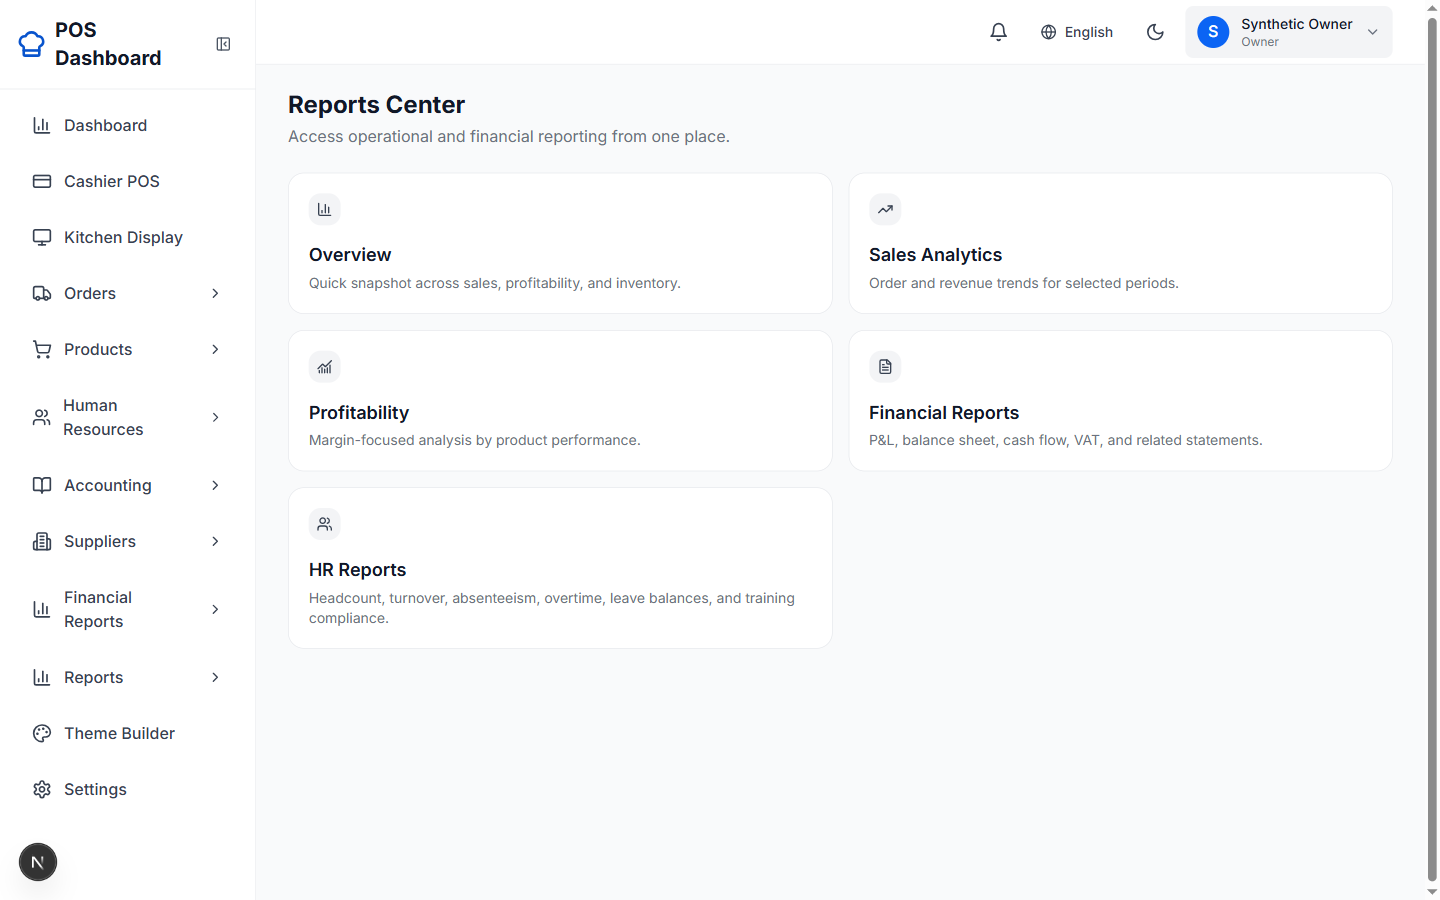 POS
Dashboard
English
S
Synthetic Owner
Owner
Dashboard
Cashier POS
Kitchen Display
Orders
Products
Human
Resources
Accounting
Suppliers
Financial
Reports
Reports
Theme Builder
Settings
N
Reports Center
Access operational and financial reporting from one place.
Overview
Quick snapshot across sales, profitability, and inventory.
Sales Analytics
Order and revenue trends for selected periods.
Profitability
Margin-focused analysis by product performance.
Financial Reports
P&L, balance sheet, cash flow, VAT, and related statements.
HR Reports
Headcount, turnover, absenteeism, overtime, leave balances, and training
compliance.